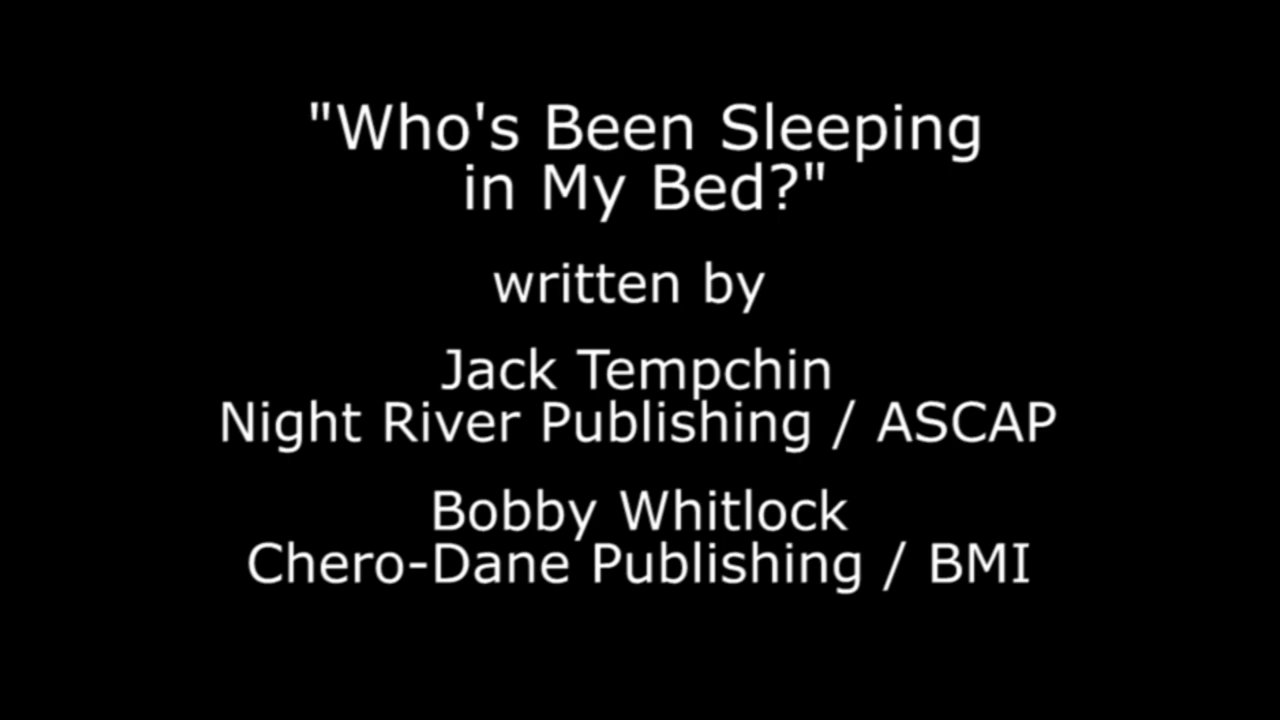 "Who's Been Sleeping
in My Bed?"
written by
Jack Tempchin
Night River Publishing / ASCAP
Bobby Whitlock
Chero-Dane Publishing / BMI